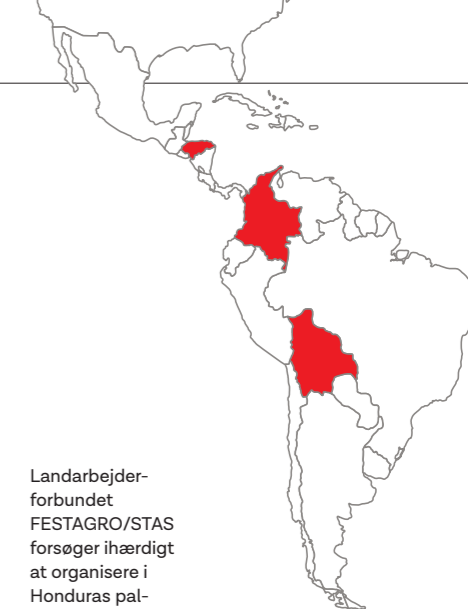 Landarbejder-
forbundet
FESTAGRO/STAS
forsøger ihærdigt
at organisere i
Honduras pal-